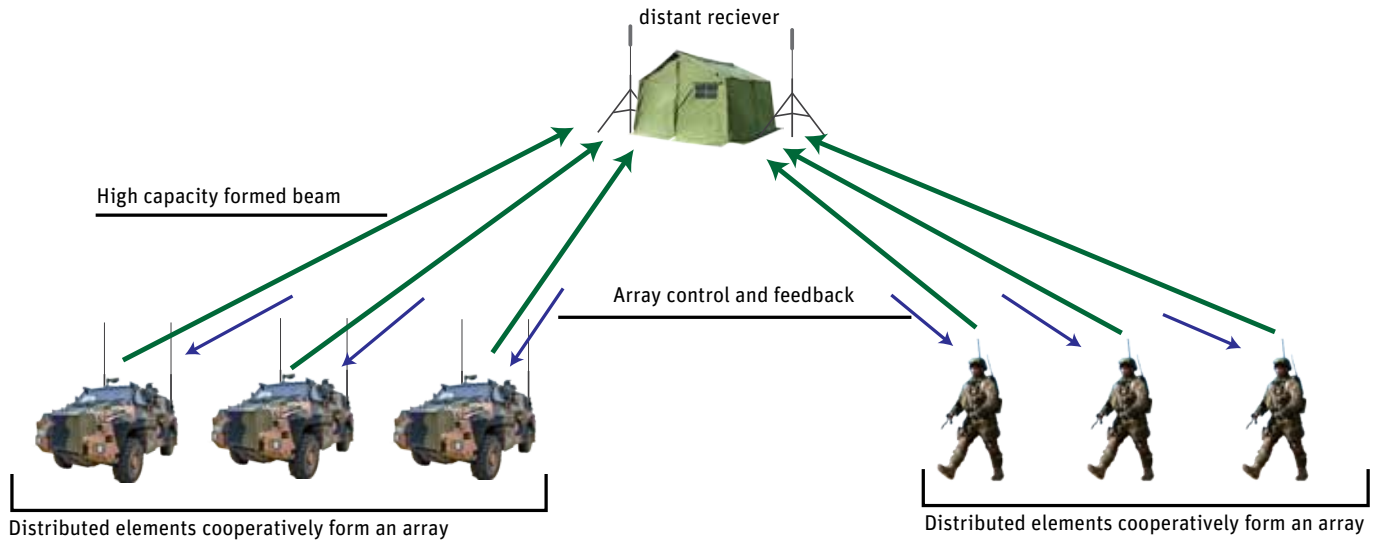 distant reciever
High capacity formed beam
Array control and feedback
Distributed elements cooperatively form an array
Distributed elements cooperatively form an array